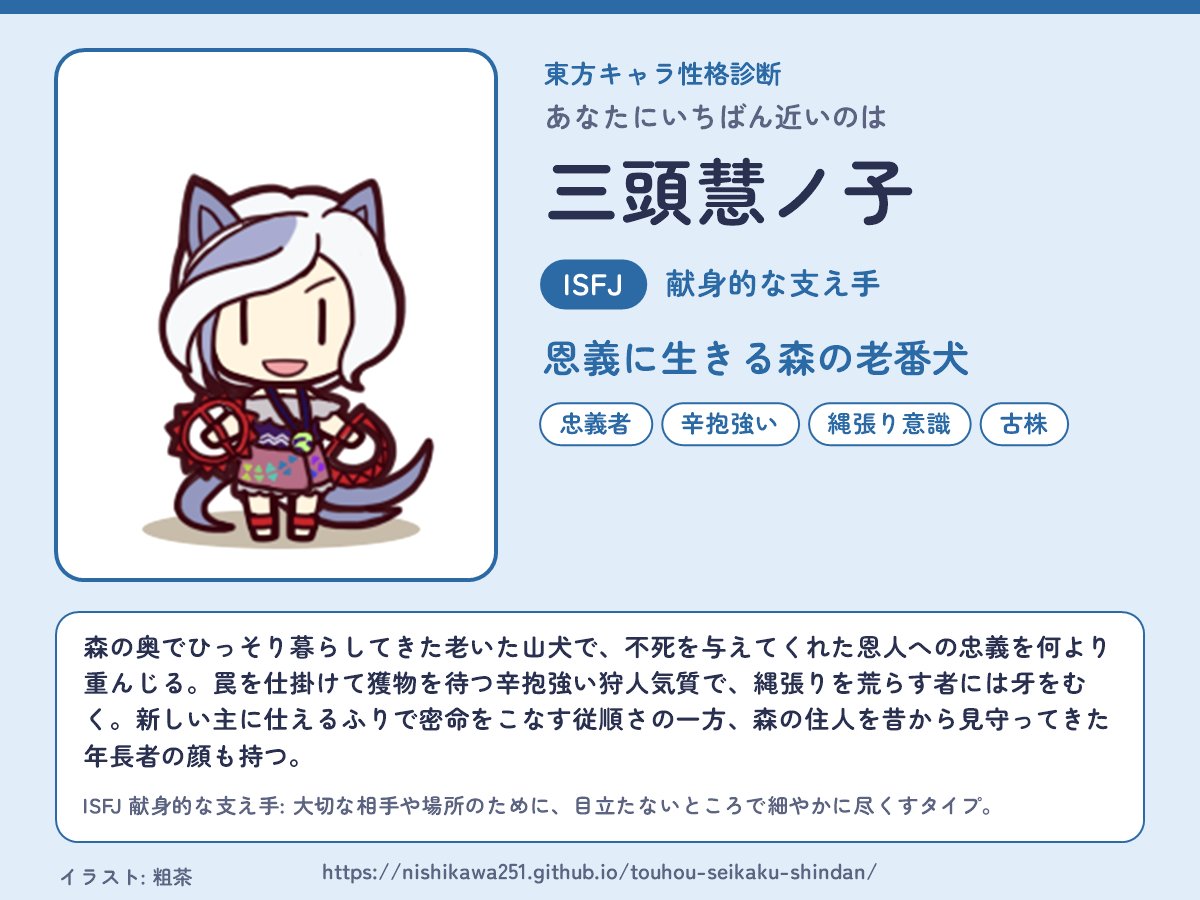 東方キャラ性格診断
あなたにいちばん近いのは
三頭慧ノ子
ISFJ 献身的な支え手
恩義に生きる森の老番犬
忠義者 辛抱強い 縄張り意識 古株
森の奥でひっそり暮らしてきた老いた山犬で、不死を与えてくれた恩人への忠義を何より
重んじる。罠を仕掛けて獲物を待つ辛抱強い狩人気質で、縄張りを荒らす者には牙をむ
く。新しい主に仕えるふりで密命をこなす従順さの一方、森の住人を昔から見守ってきた
年長者の顔も持つ。
ISFJ 献身的な支え手: 大切な相手や場所のために、目立たないところで細やかに尽くすタイプ。
イラスト: 粗茶
https://nishikawa251.github.io/touhou-seikaku-shindan/